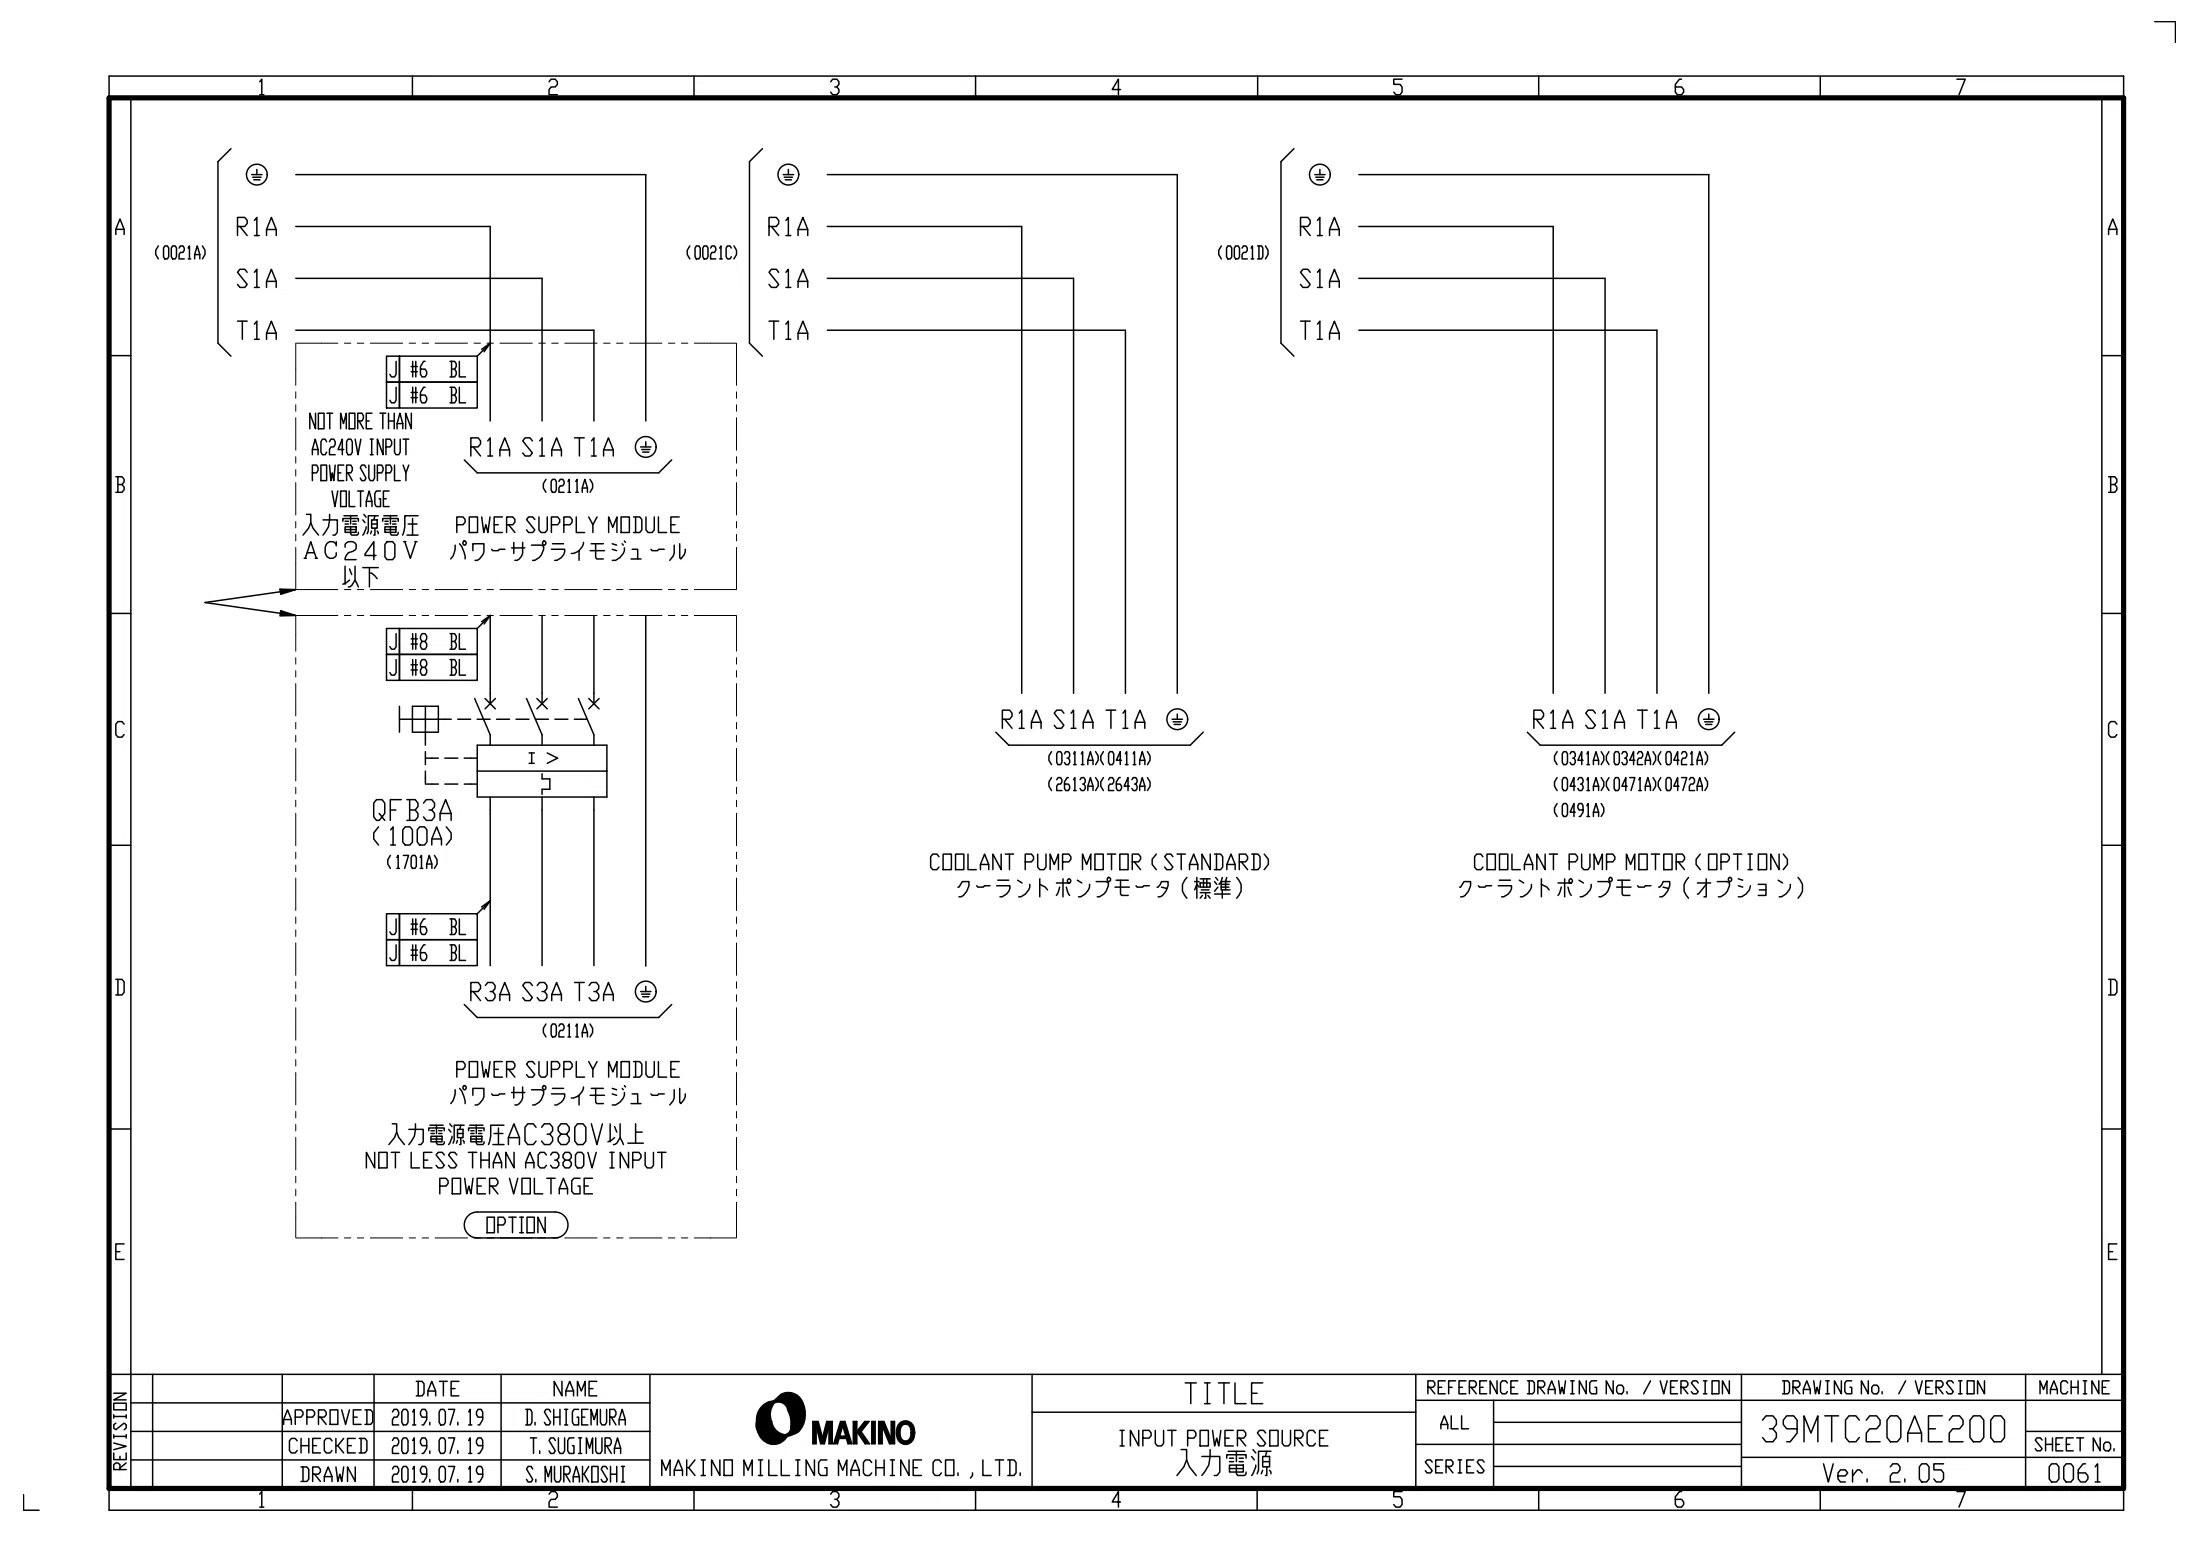 1 2 3 4 5 6 7
A
B
C
D
E
A
B
C
D
E
(0021A)
R1A
S1A
T1A
(0021C)
R1A
S1A
T1A
(0021D)
R1A
S1A
T1A
J #6 BL
J #6 BL
NOT MORE THAN
AC240V INPUT
POWER SUPPLY
VOLTAGE
入力電源電圧
AC240V
以下
R1A S1A T1A
(0211A)
POWER SUPPLY MODULE
パワーサプライモジュール
J #8 BL
J #8 BL
I >
QFB3A
(100A)
(1701A)
J #6 BL
J #6 BL
R3A S3A T3A
(0211A)
POWER SUPPLY MODULE
パワーサプライモジュール
入力電源電圧AC380V以上
NOT LESS THAN AC380V INPUT
POWER VOLTAGE
OPTION
R1A S1A T1A
(0311A)(0411A)
(2613A)(2643A)
COOLANT PUMP MOTOR (STANDARD)
クーラントポンプモータ(標準)
R1A S1A T1A
(0341A)(0342A)(0421A)
(0431A)(0471A)(0472A)
(0491A)
COOLANT PUMP MOTOR (OPTION)
クーラントポンプモータ(オプション)
REVISION
DATE NAME
APPROVED 2019.07.19 D. SHIGEMURA
CHECKED 2019.07.19 T. SUGIMURA
DRAWN 2019.07.19 S. MURAKOSHI
MAKINO
MAKINO MILLING MACHINE CO.,LTD.
TITLE
INPUT POWER SOURCE
入力電源
REFERENCE DRAWING No. / VERSION
ALL
SERIES
DRAWING No. / VERSION
39MTC20AE200
Ver. 2.05
MACHINE
SHEET No.
0061
1 2 3 4 5 6 7